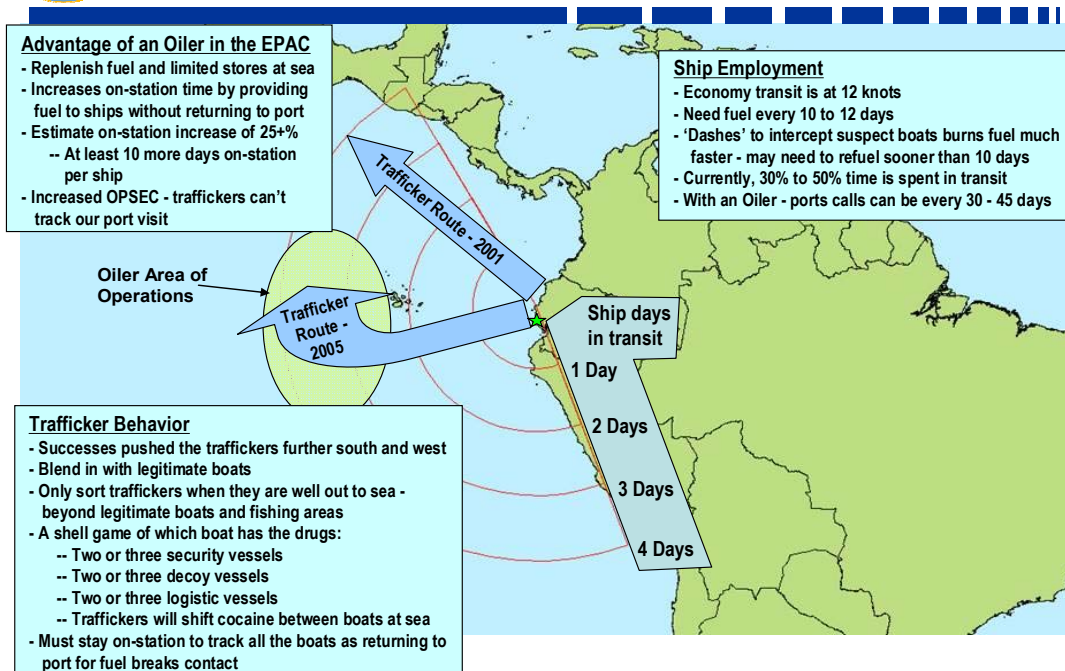 Advantage of an Oiler in the EPAC
- Replenish fuel and limited stores at sea
- Increases on-station time by providing
fuel to ships without returning to port
- Estimate on-station increase of 25+%
-- At least 10 more days on-station
per ship
- Increased OPSEC - traffickers can't
track our port visit
Ship Employment
- Economy transit is at 12 knots
- Need fuel every 10 to 12 days
- 'Dashes' to intercept suspect boats burns fuel much
faster - may need to refuel sooner than 10 days
- Currently, 30% to 50% time is spent in transit
- With an Oiler - ports calls can be every 30 - 45 days
Trafficker Route - 2001
Oiler Area of
Operations
Trafficker
Route -
2005
Ship days
in transit
1 Day
2 Days
3 Days
4 Days
Trafficker Behavior
- Successes pushed the traffickers further south and west
- Blend in with legitimate boats
- Only sort traffickers when they are well out to sea -
beyond legitimate boats and fishing areas
- A shell game of which boat has the drugs:
-- Two or three security vessels
-- Two or three decoy vessels
-- Two or three logistic vessels
-- Traffickers will shift cocaine between boats at sea
- Must stay on-station to track all the boats as returning to
port for fuel breaks contact